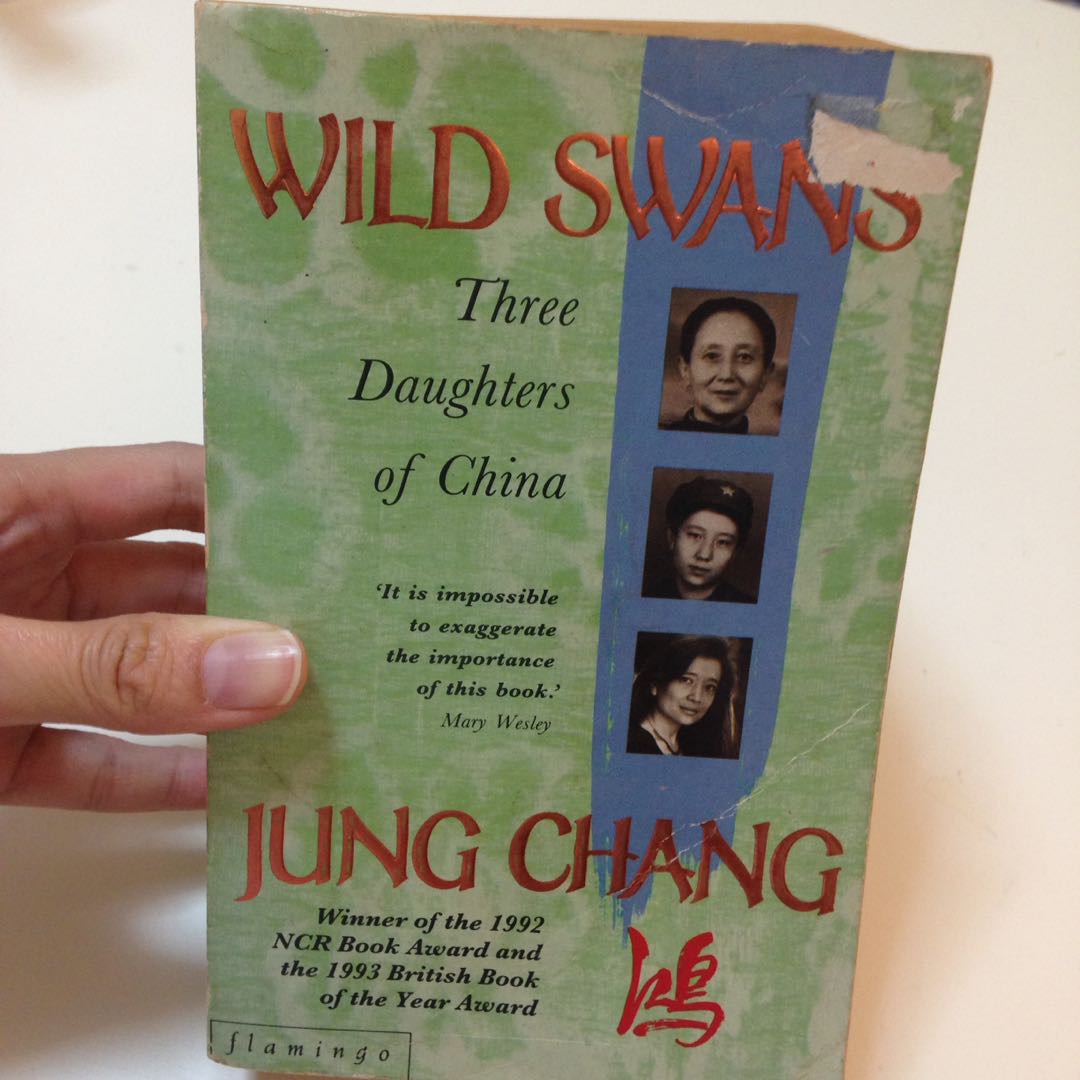 WILD SWANS
Three
Daughters
of China
‘It is impossible
to exaggerate
the importance
of this book.’
Mary Wesley
JUNG CHANG
Winner of the 1992
NCR Book Award and
the 1993 British Book
of the Year Award
鴻
flamingo